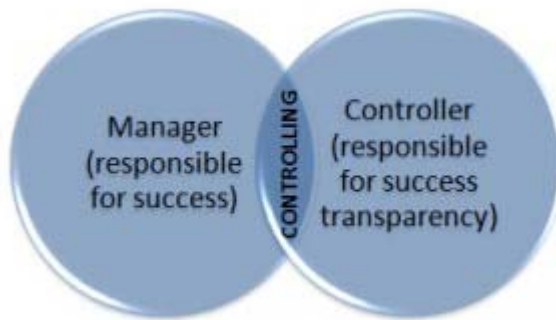 Manager
(responsible
for success)
CONTROLLING
Controller
(responsible
for success
transparency)